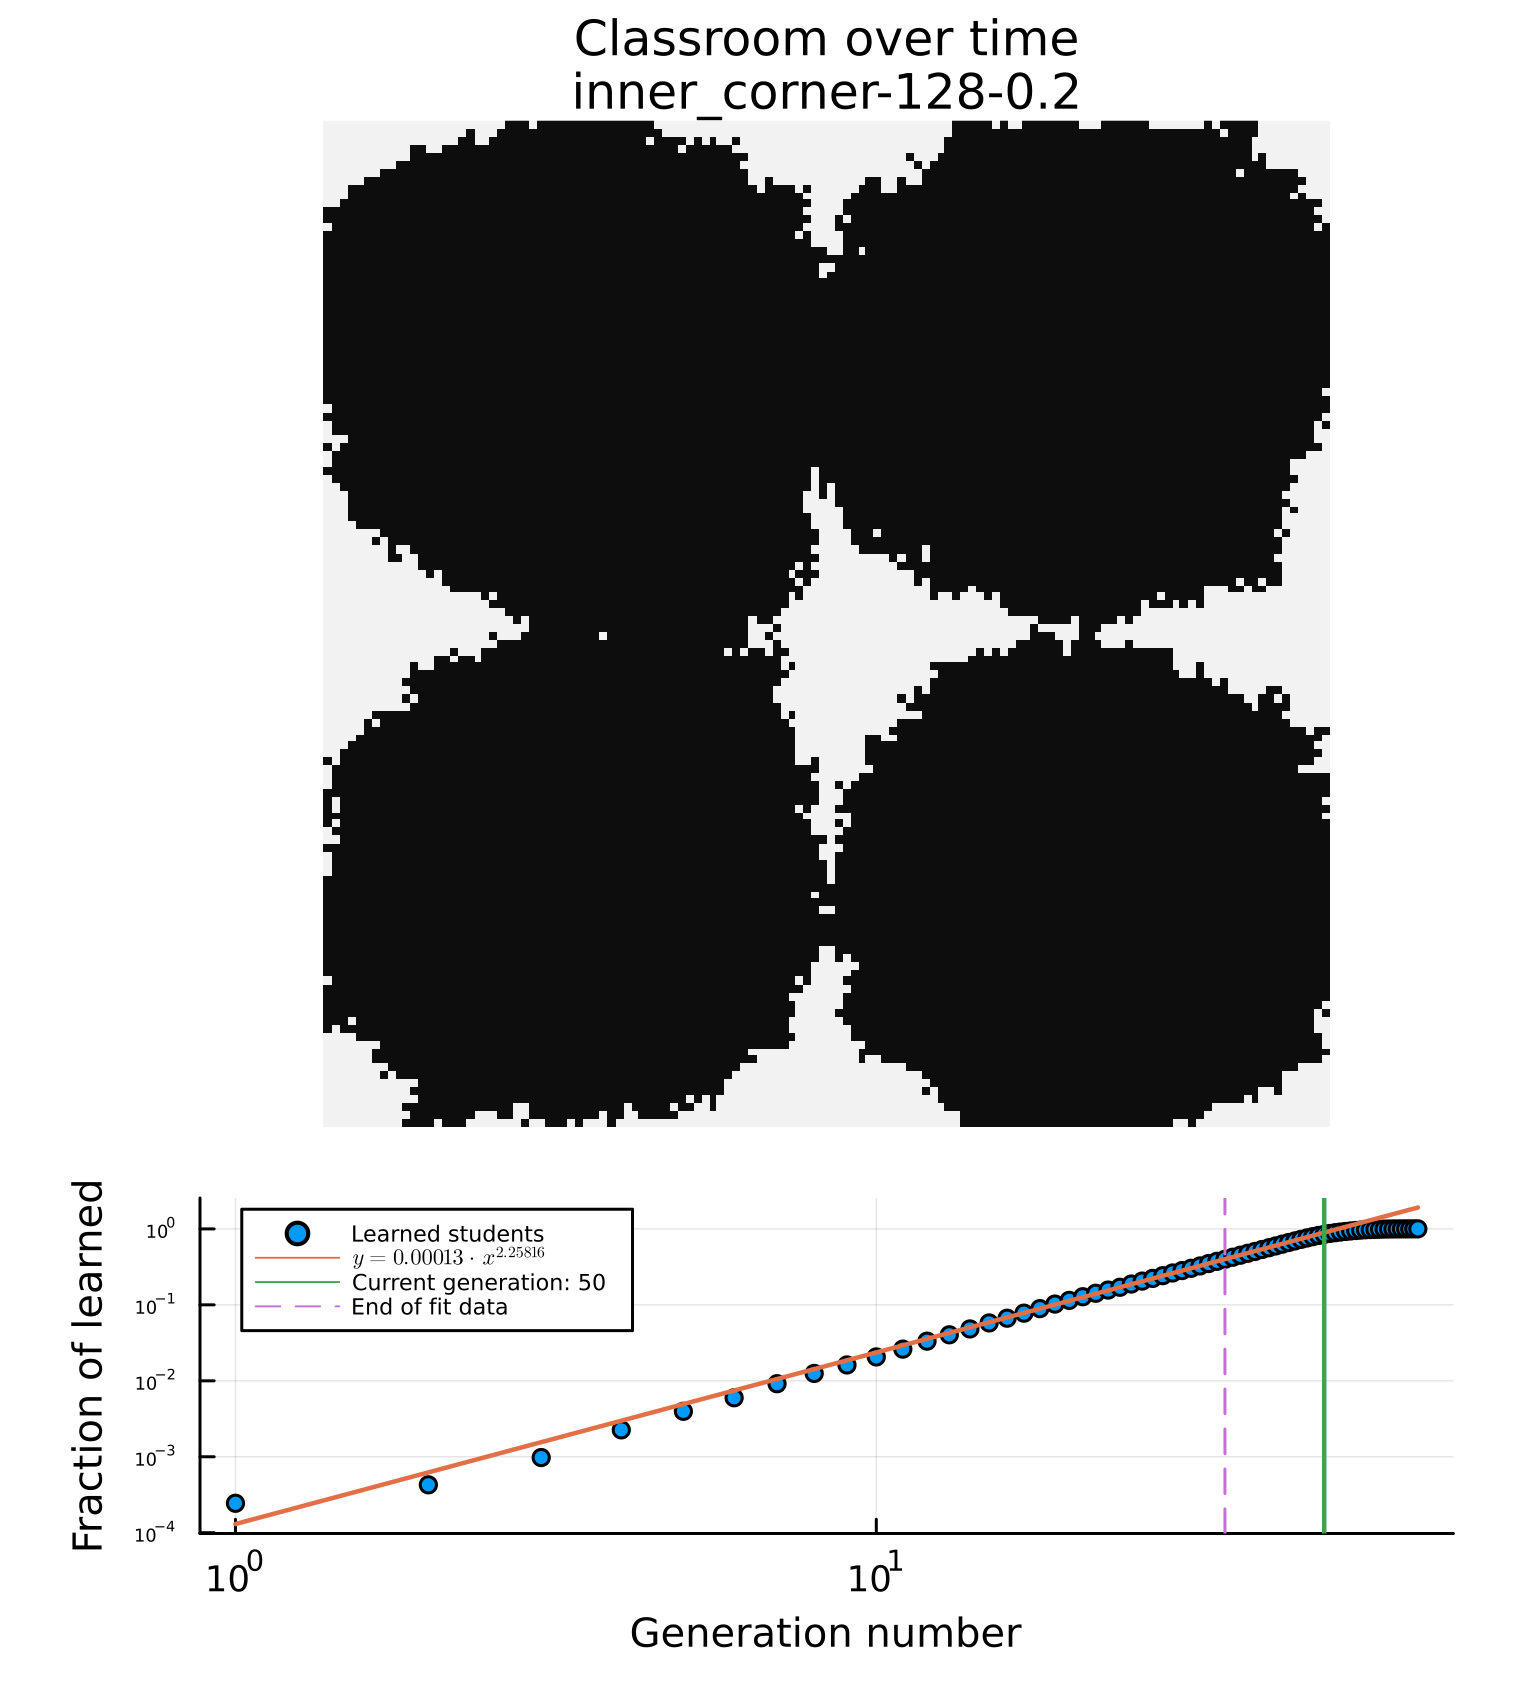 Classroom over time
inner_corner-128-0.2
Fraction of learned
10⁰
10⁻¹
10⁻²
10⁻³
10⁻⁴
Learned students
y = 0.00013 · x^2.25816
Current generation: 50
End of fit data
10⁰
10¹
Generation number